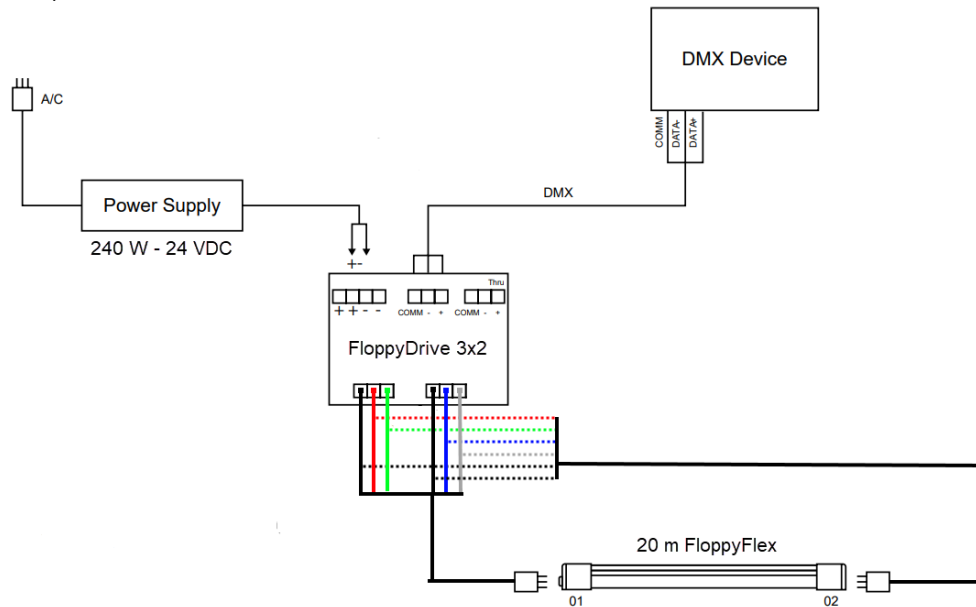 DMX Device
A/C
COMM
DATA-
DATA+
DMX
Power Supply
240 W - 24 VDC
+-
Thru
+ + - -
COMM - +
COMM - +
FloppyDrive 3x2
20 m FloppyFlex
01
02